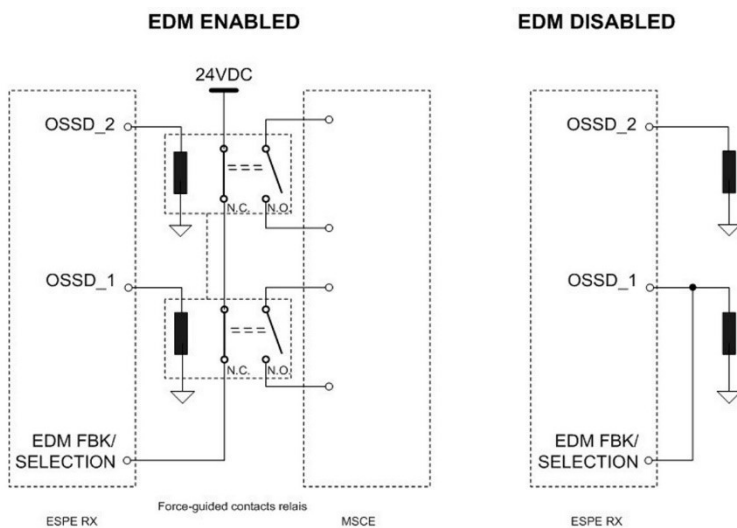 EDM ENABLED
EDM DISABLED
24VDC
OSSD_2
N.C.
N.O.
OSSD_1
N.C.
N.O.
EDM FBK/
SELECTION
Force-guided contacts relais
ESPE RX
MSCE
OSSD_2
OSSD_1
EDM FBK/
SELECTION
ESPE RX